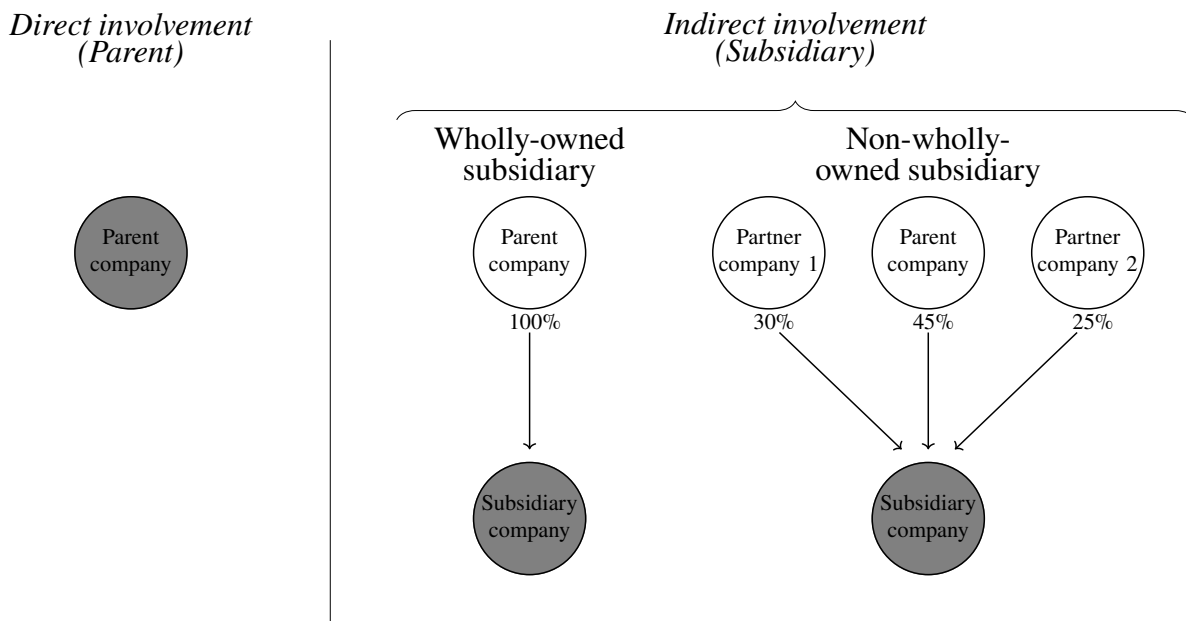 Direct involvement
(Parent)
Indirect involvement
(Subsidiary)
Wholly-owned
subsidiary
Non-wholly-
owned subsidiary
Parent
company
Parent
company
Partner
company 1
Parent
company
Partner
company 2
100%
30%
45%
25%
Subsidiary
company
Subsidiary
company